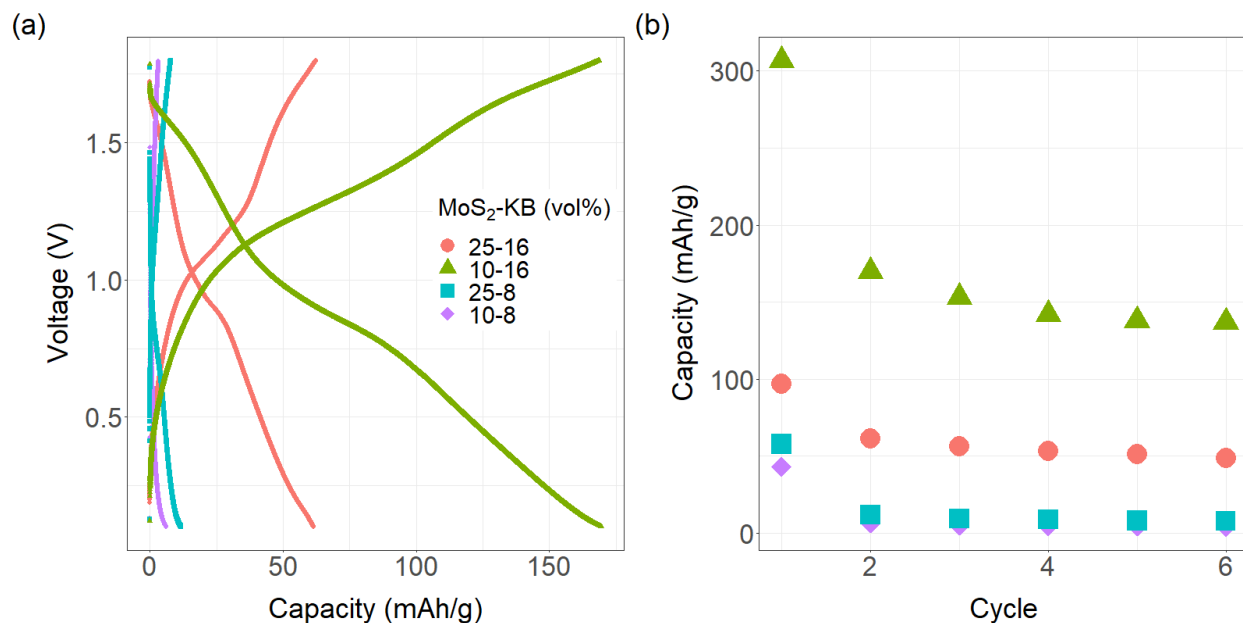 (a)
(b)
Voltage (V)
1.5
1.0
0.5
0
50
100
150
Capacity (mAh/g)
MoS₂-KB (vol%)
25-16
10-16
25-8
10-8
Capacity (mAh/g)
300
200
100
0
2
4
6
Cycle